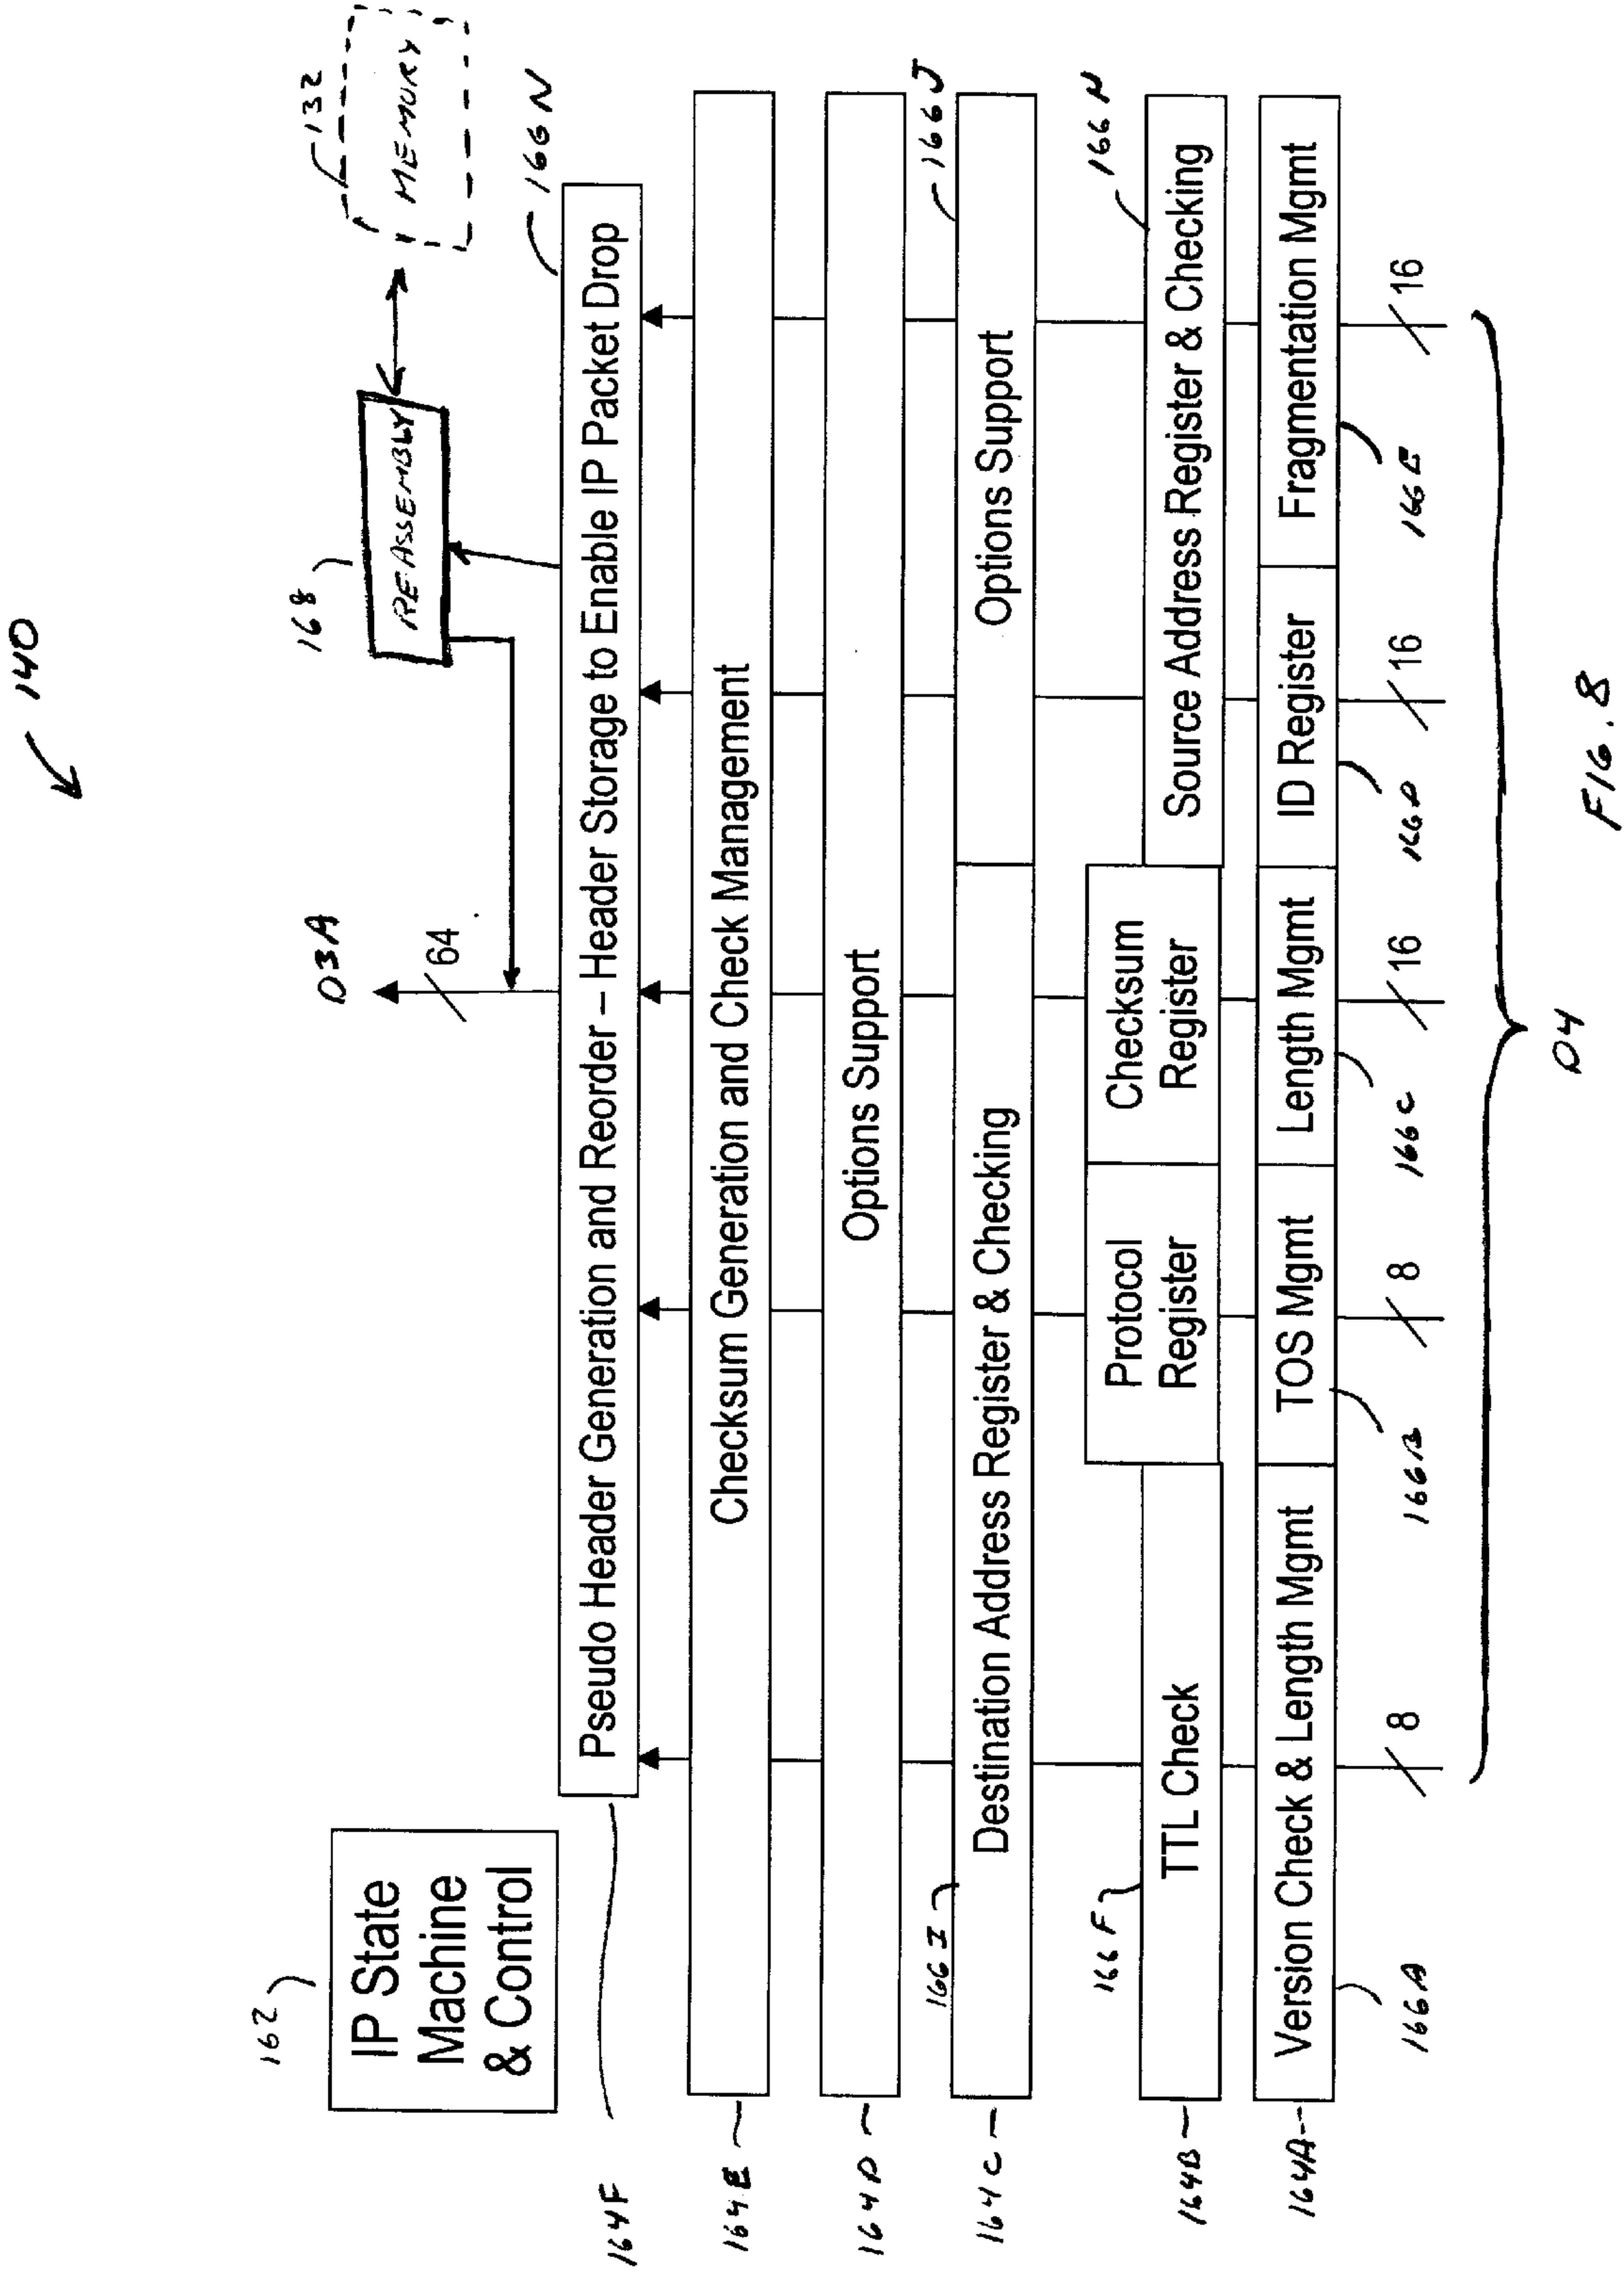 140
132
MEMORY
168
REASSEMBLY
D3A
64
162
IP State
Machine
& Control
166N
164F
Pseudo Header Generation and Reorder – Header Storage to Enable IP Packet Drop
164E
Checksum Generation and Check Management
164D
Options Support
166J
166I
164C
Destination Address Register & Checking
Options Support
166N
166F
164B
TTL Check
Protocol
Register
Checksum
Register
Source Address Register & Checking
164A
Version Check & Length Mgmt
TOS Mgmt
Length Mgmt
ID Register
Fragmentation Mgmt
166A
166B
166C
166D
166E
8
8
16
16
16
D4
FIG. 8